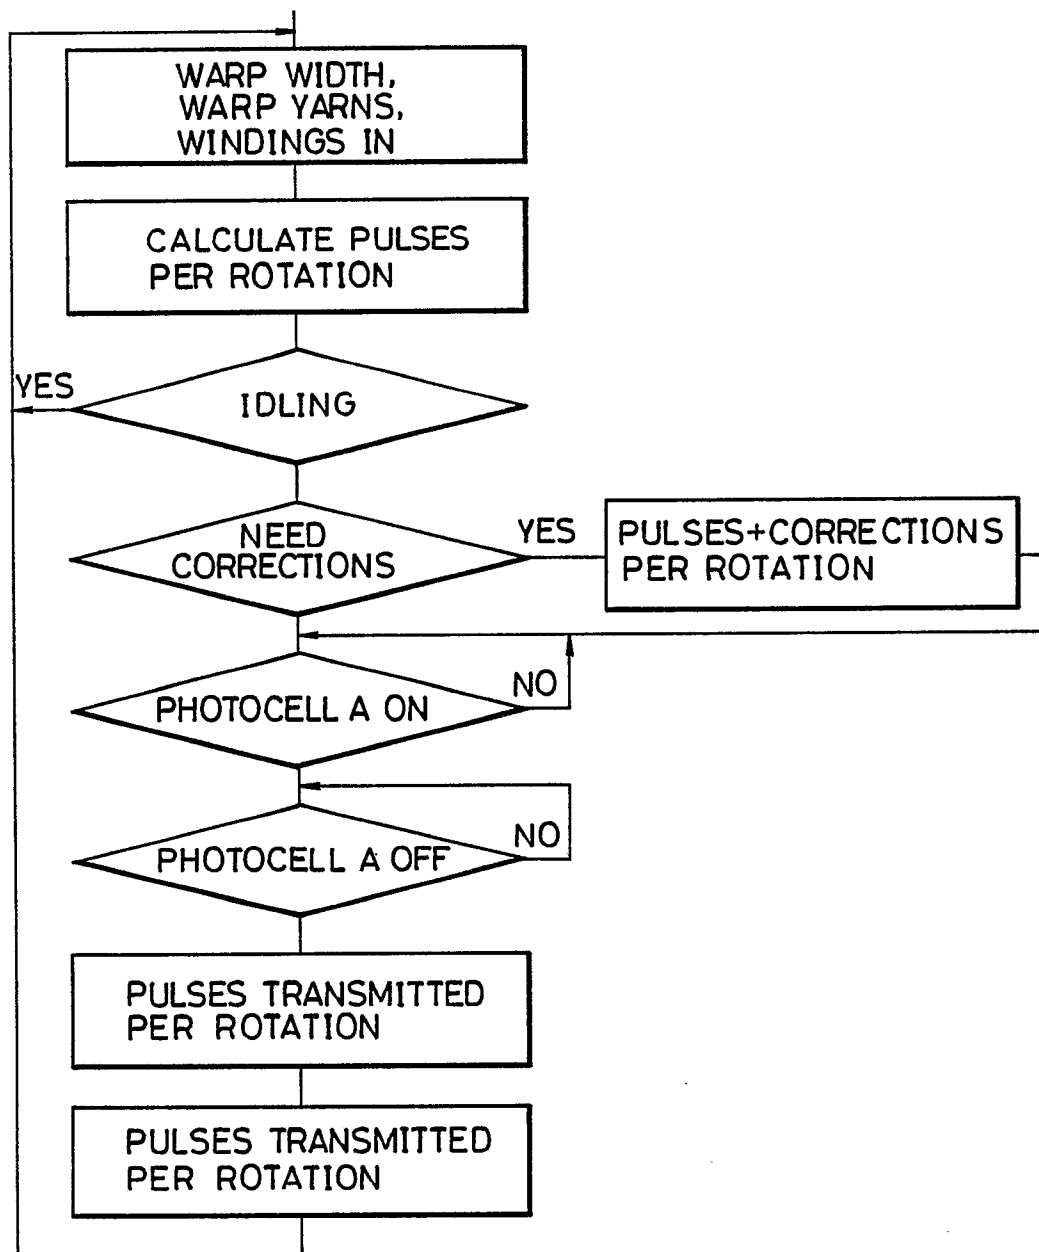 WARP WIDTH,
WARP YARNS,
WINDINGS IN
CALCULATE PULSES
PER ROTATION
YES
IDLING
NEED
CORRECTIONS
YES
PULSES+CORRECTIONS
PER ROTATION
PHOTOCELL A ON
NO
PHOTOCELL A OFF
NO
PULSES TRANSMITTED
PER ROTATION
PULSES TRANSMITTED
PER ROTATION